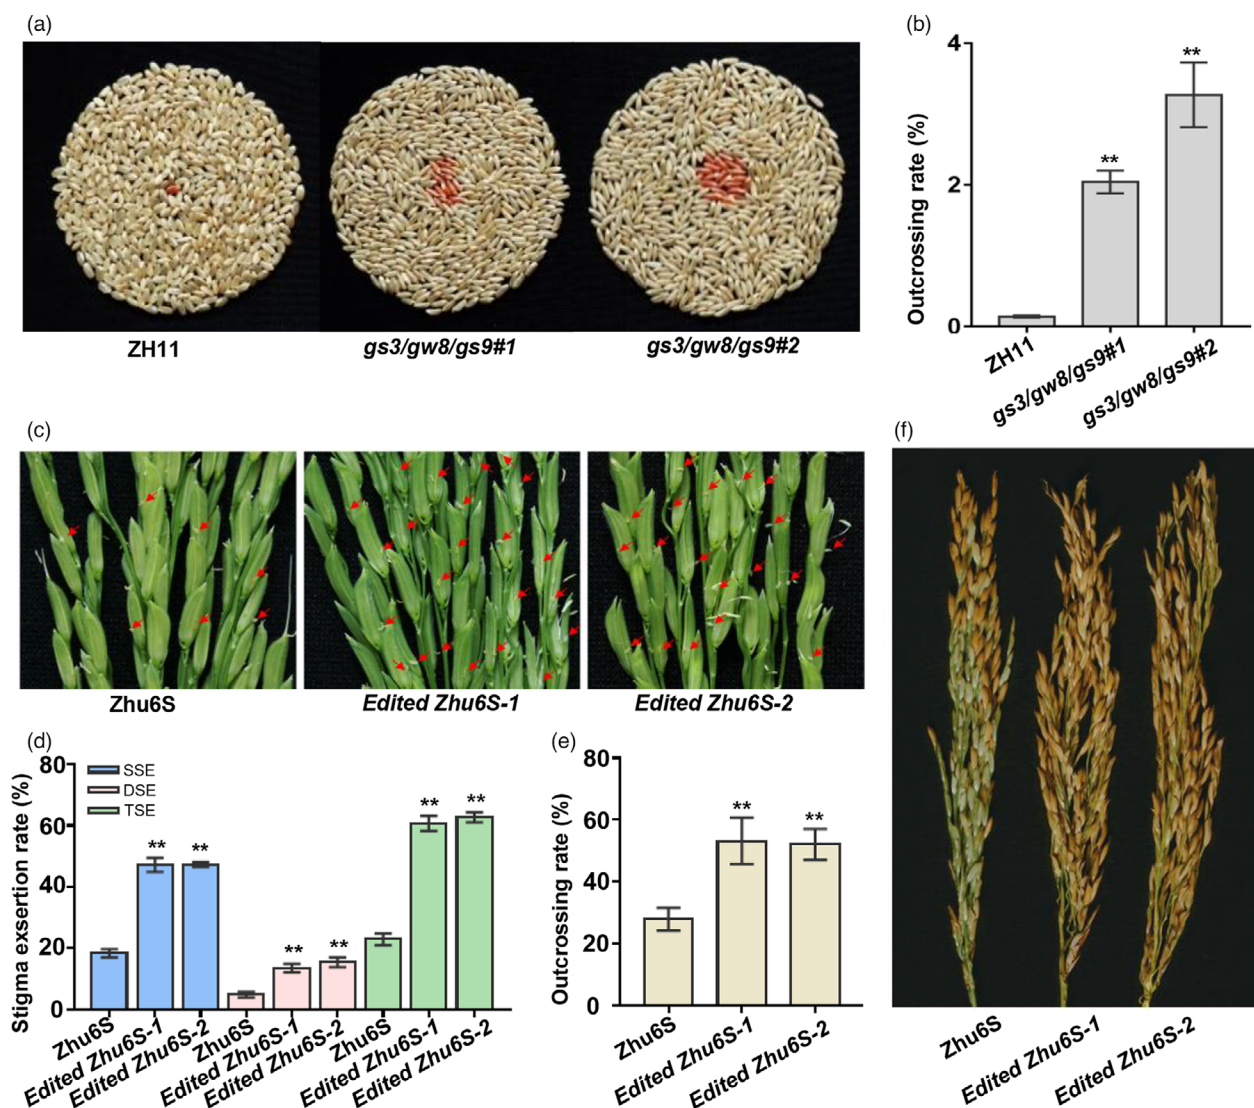 (a)
ZH11
gs3/gw8/gs9#1
gs3/gw8/gs9#2
(b)
4
2
0
Outcrossing rate (%)
**
**
ZH11
gs3/gw8/gs9#1
gs3/gw8/gs9#2
(c)
Zhu6S
Edited Zhu6S-1
Edited Zhu6S-2
(d)
80
60
40
20
0
Stigma exsertion rate (%)
SSE
DSE
TSE
**
**
**
**
**
**
Zhu6S
Edited Zhu6S-1
Edited Zhu6S-2
Zhu6S
Edited Zhu6S-1
Edited Zhu6S-2
Zhu6S
Edited Zhu6S-1
Edited Zhu6S-2
(e)
80
60
40
20
0
Outcrossing rate (%)
**
**
Zhu6S
Edited Zhu6S-1
Edited Zhu6S-2
(f)
Zhu6S
Edited Zhu6S-1
Edited Zhu6S-2